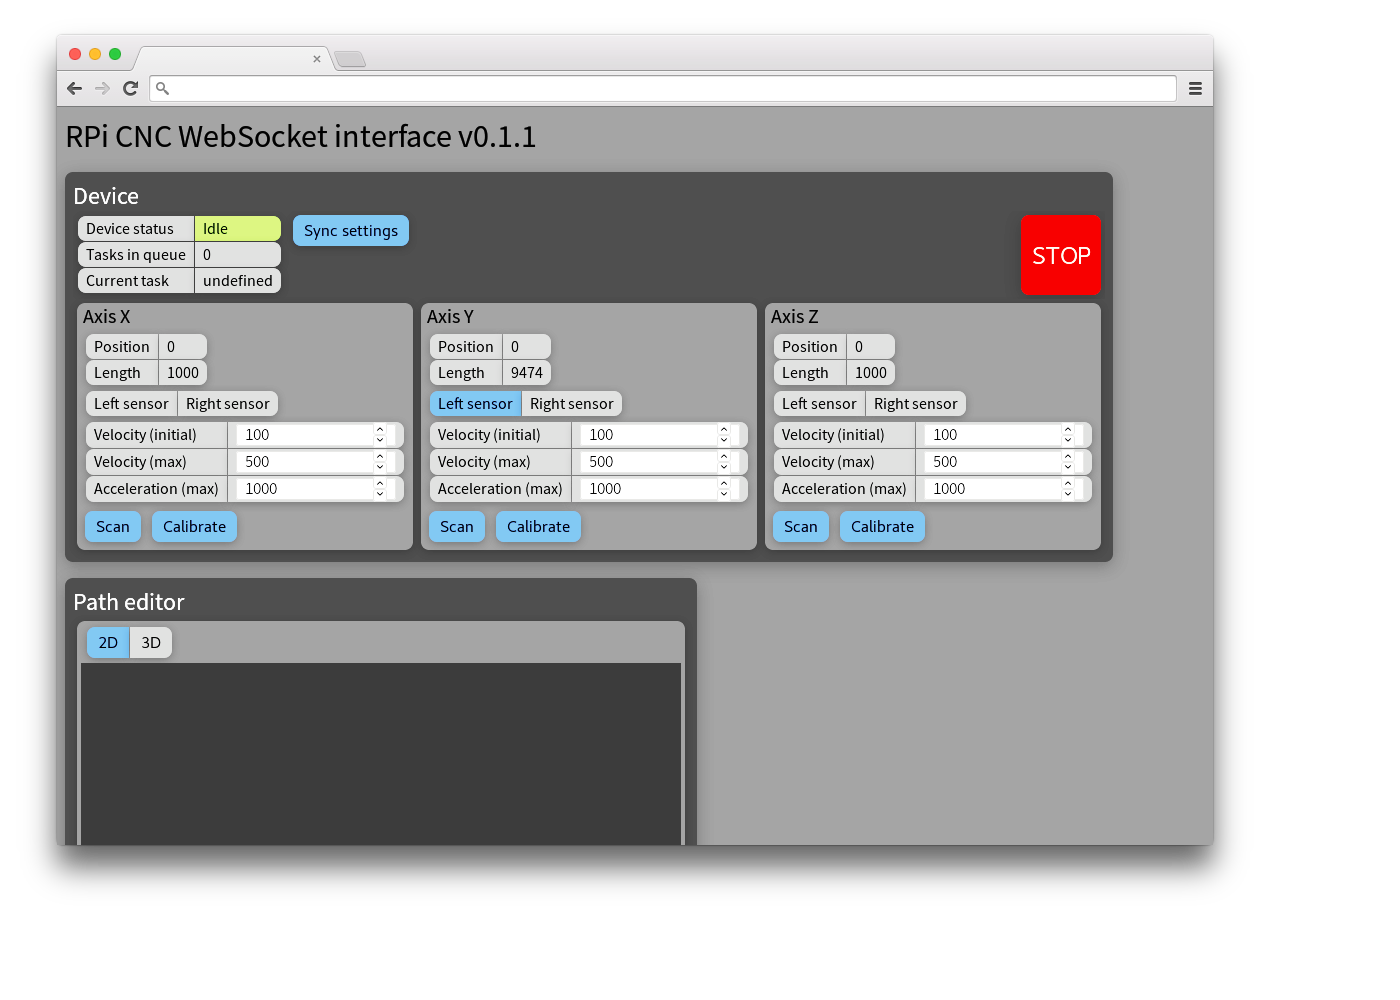 RPi CNC WebSocket interface v0.1.1
Device
Device status Idle Sync settings
Tasks in queue 0
Current task undefined
STOP
Axis X
Position 0
Length 1000
Left sensor Right sensor
Velocity (initial) 100
Velocity (max) 500
Acceleration (max) 1000
Scan Calibrate
Axis Y
Position 0
Length 9474
Left sensor Right sensor
Velocity (initial) 100
Velocity (max) 500
Acceleration (max) 1000
Scan Calibrate
Axis Z
Position 0
Length 1000
Left sensor Right sensor
Velocity (initial) 100
Velocity (max) 500
Acceleration (max) 1000
Scan Calibrate
Path editor
2D 3D